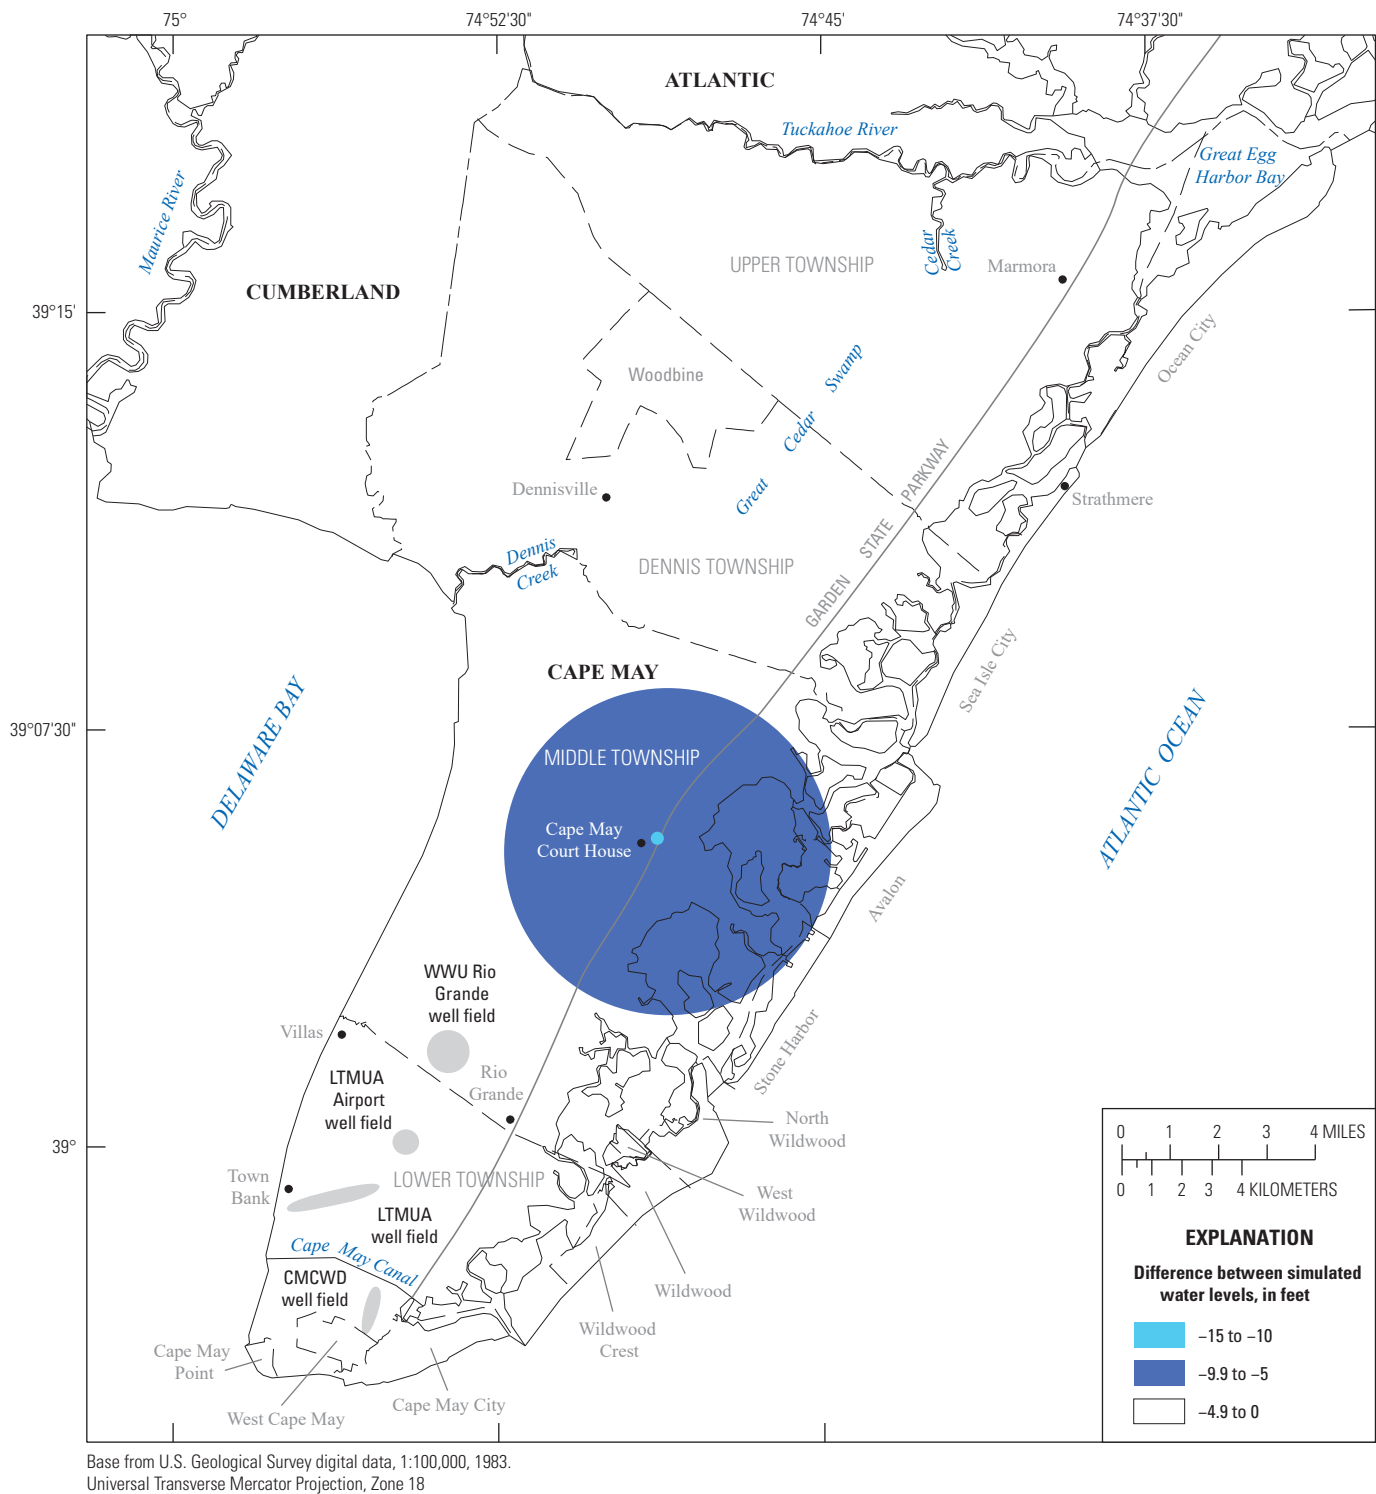 75°
74°52'30"
74°45'
74°37'30"
ATLANTIC
Tuckahoe River
Great Egg
Harbor Bay
Maurice River
Cedar
Creek
UPPER TOWNSHIP
Marmora
CUMBERLAND
39°15'
Ocean City
Woodbine
Great Cedar Swamp
Dennisville
Strathmere
GARDEN STATE PARKWAY
Dennis
Creek
DENNIS TOWNSHIP
Sea Isle City
CAPE MAY
DELAWARE BAY
39°07'30"
ATLANTIC OCEAN
MIDDLE TOWNSHIP
Cape May
Court House
Avalon
WWU Rio
Grande
well field
Villas
Stone Harbor
Rio
Grande
LTMUA
Airport
well field
North
Wildwood
39°
Town
Bank
LOWER TOWNSHIP
West
Wildwood
LTMUA
well field
Cape May Canal
CMCWD
well field
Wildwood
Wildwood
Crest
Cape May
Point
West Cape May
Cape May City
0 1 2 3 4 MILES
0 1 2 3 4 KILOMETERS
EXPLANATION
Difference between simulated
water levels, in feet
−15 to −10
−9.9 to −5
−4.9 to 0
Base from U.S. Geological Survey digital data, 1:100,000, 1983.
Universal Transverse Mercator Projection, Zone 18